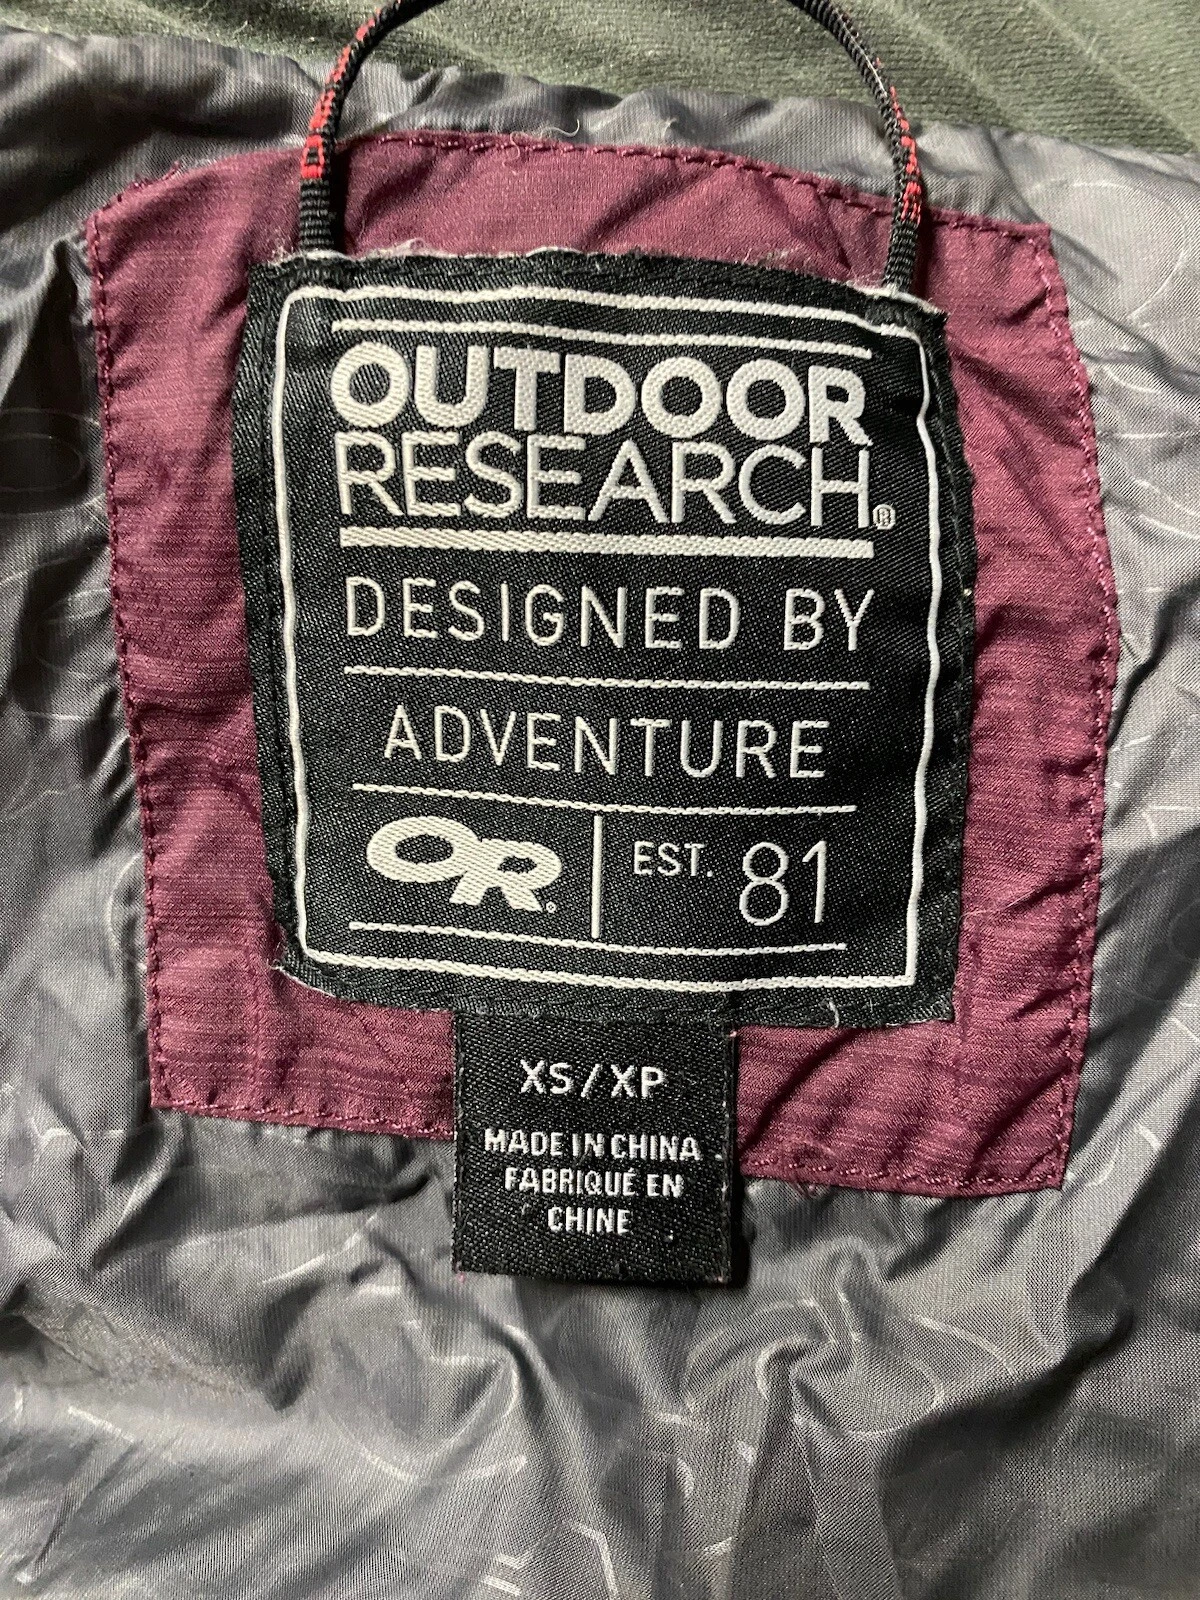 OUTDOOR
RESEARCH®
DESIGNED BY
ADVENTURE
OR® EST. 81
XS/XP
MADE IN CHINA
FABRIQUÉ EN
CHINE